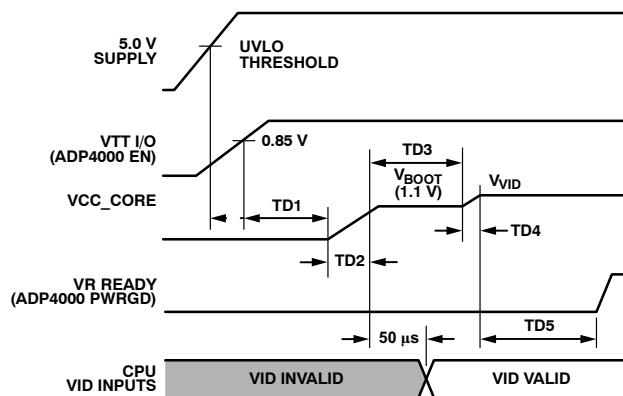 5.0 V
SUPPLY
UVLO
THRESHOLD
VTT I/O
(ADP4000 EN)
0.85 V
TD3
VCC_CORE
TD1
VBOOT
(1.1 V)
VVID
TD4
TD2
VR READY
(ADP4000 PWRGD)
TD5
50 µs
CPU
VID INPUTS
VID INVALID
VID VALID